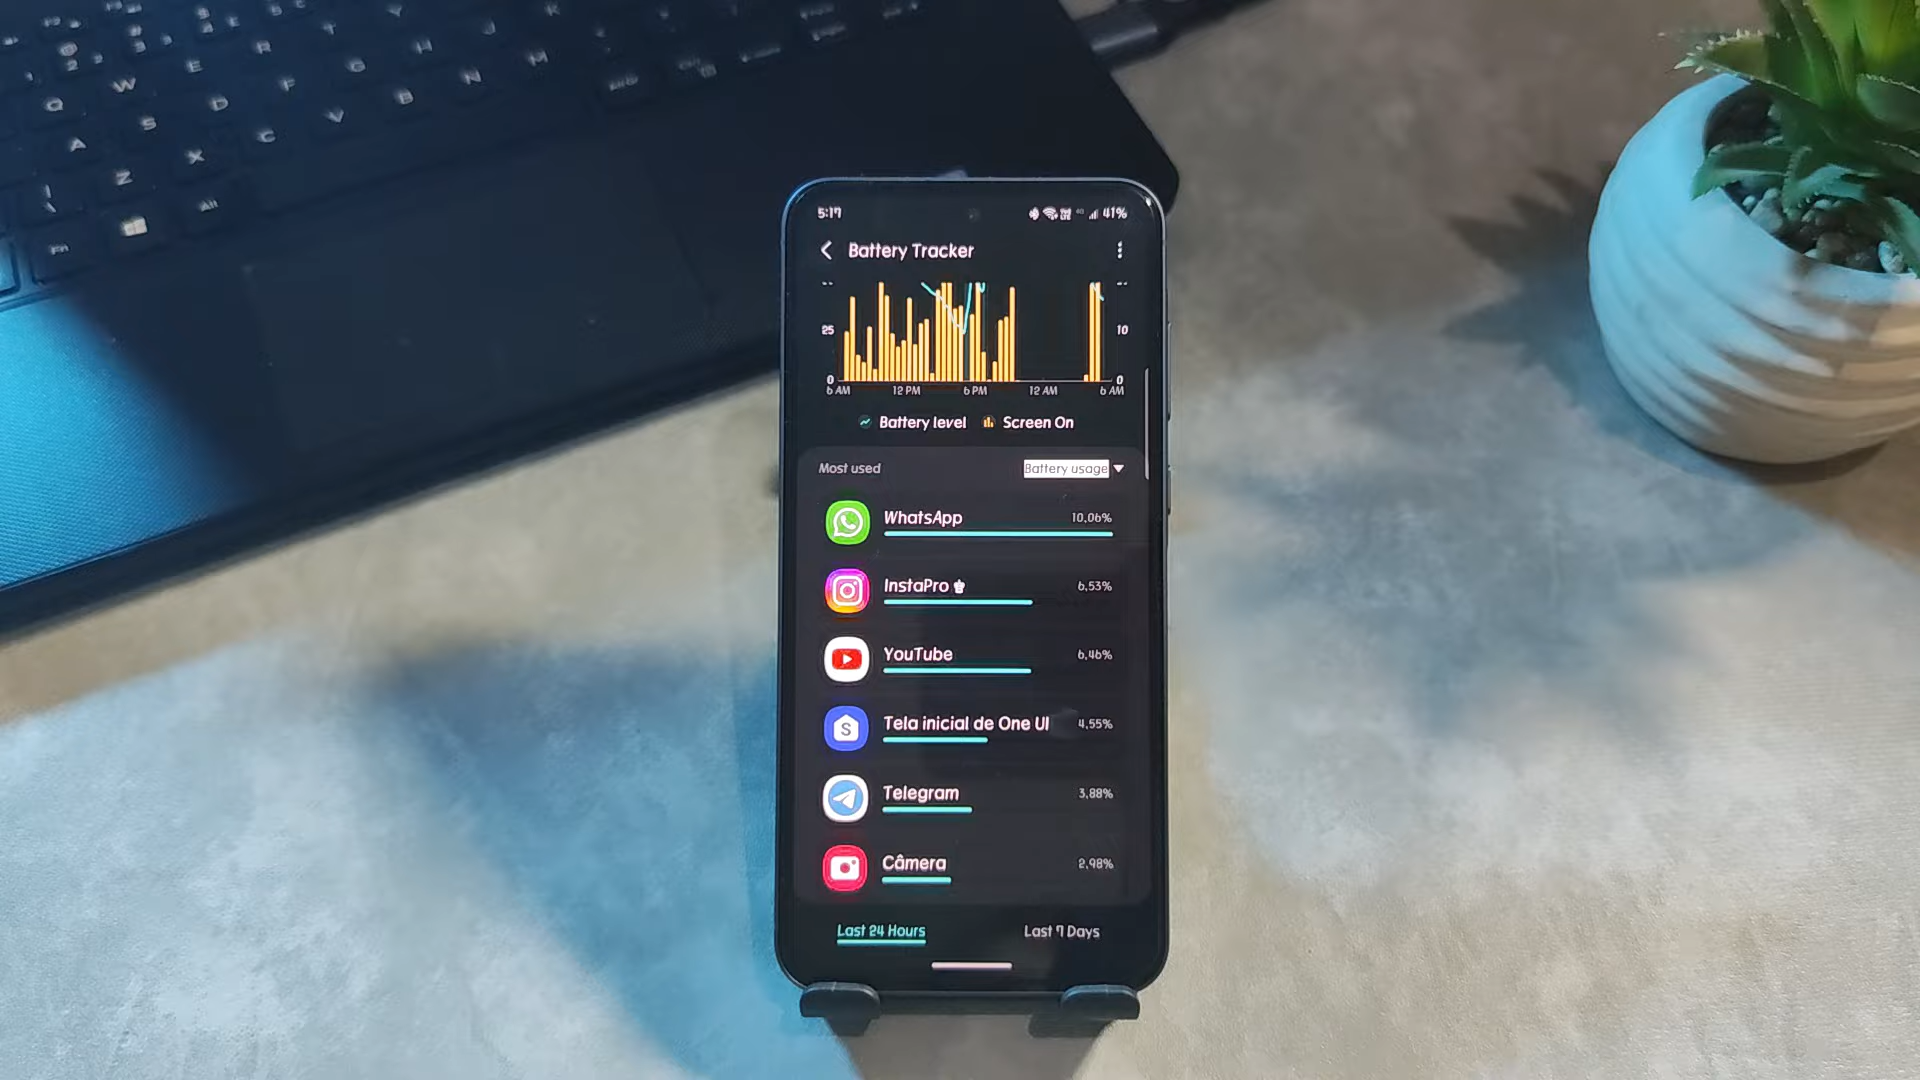 5:17
41%
Battery Tracker
25
10
0
0
6 AM
12 PM
6 PM
12 AM
6 AM
Battery level
Screen On
Most used
Battery usage
WhatsApp
10,06%
InstaPro
6,53%
YouTube
6,46%
Tela inicial de One UI
4,55%
Telegram
3,88%
Câmera
2,98%
Last 24 Hours
Last 7 Days
Q W E R T Y
A S D F G H J K
Z X C V B N M
Fn
Alt